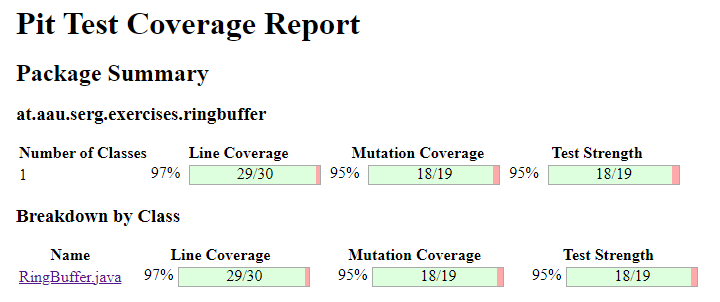 Pit Test Coverage Report
Package Summary
at.aau.serg.exercises.ringbuffer
Number of Classes Line Coverage Mutation Coverage Test Strength
1 97% 29/30 95% 18/19 95% 18/19
Breakdown by Class
Name Line Coverage Mutation Coverage Test Strength
RingBuffer.java 97% 29/30 95% 18/19 95% 18/19